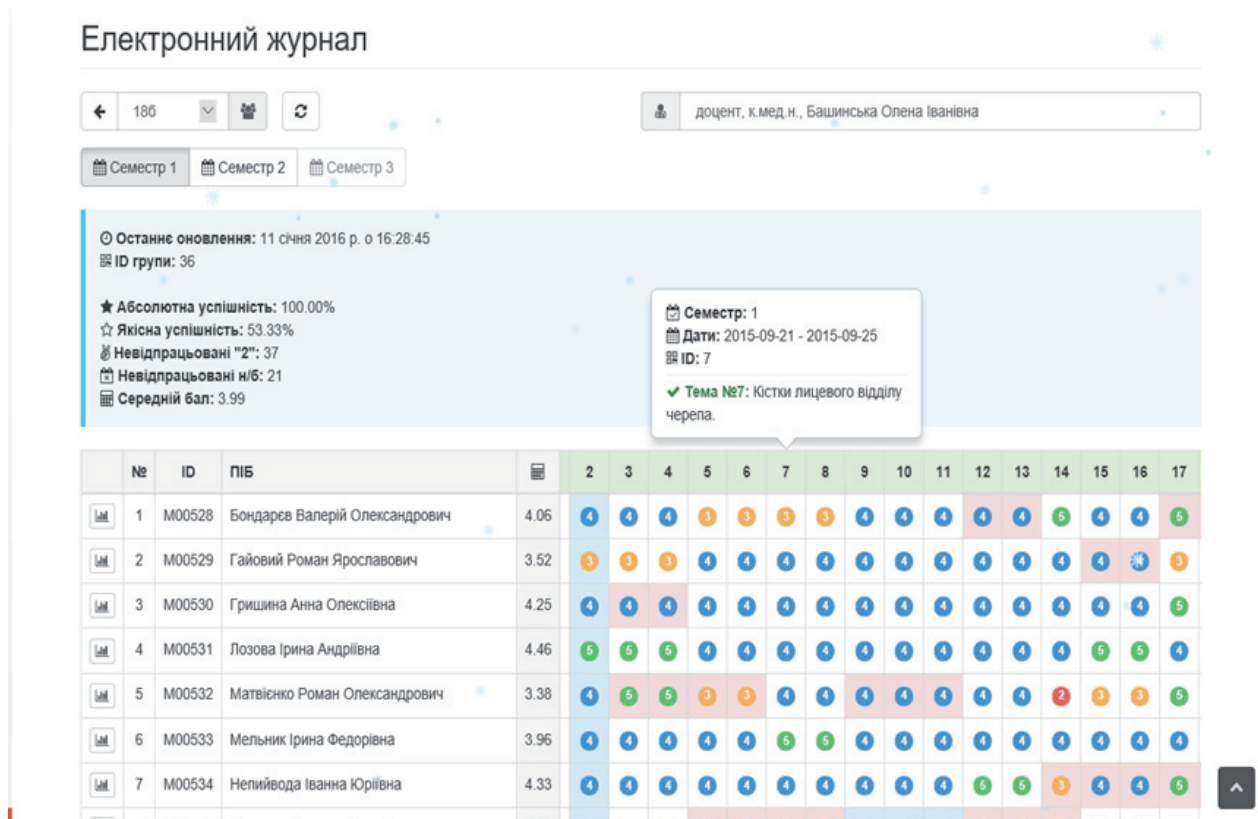 Електронний журнал
18б
доцент, к.мед.н., Башинська Олена Іванівна
Семестр 1 Семестр 2 Семестр 3
Останнє оновлення: 11 січня 2016 р. о 16:28:45
ID групи: 36
Абсолютна успішність: 100.00%
Якісна успішність: 53.33%
Невідпрацьовані "2": 37
Невідпрацьовані н/б: 21
Середній бал: 3.99
Семестр: 1
Дати: 2015-09-21 - 2015-09-25
ID: 7
Тема №7: Кістки лицевого відділу
черепа.
№ ID ПІБ 2 3 4 5 6 7 8 9 10 11 12 13 14 15 16 17
1 M00528 Бондарєв Валерій Олександрович 4.06 4 4 4 3 3 3 3 4 4 4 4 4 5 4 4 5
2 M00529 Гайовий Роман Ярославович 3.52 3 3 3 4 4 4 4 4 4 4 4 4 4 4 3
3 M00530 Гришина Анна Олексіївна 4.25 4 4 4 4 4 4 4 4 4 4 4 4 4 4 4 5
4 M00531 Лозова Ірина Андріївна 4.46 5 5 5 4 4 4 4 4 4 4 4 4 4 5 5 4
5 M00532 Матвієнко Роман Олександрович 3.38 4 5 5 3 3 4 4 4 4 4 4 4 2 3 3 5
6 M00533 Мельник Ірина Федорівна 3.96 4 4 4 4 4 5 5 4 4 4 4 4 4 4 4 4
7 M00534 Непийвода Іванна Юріївна 4.33 4 4 4 4 4 4 4 4 4 4 5 5 3 4 4 5